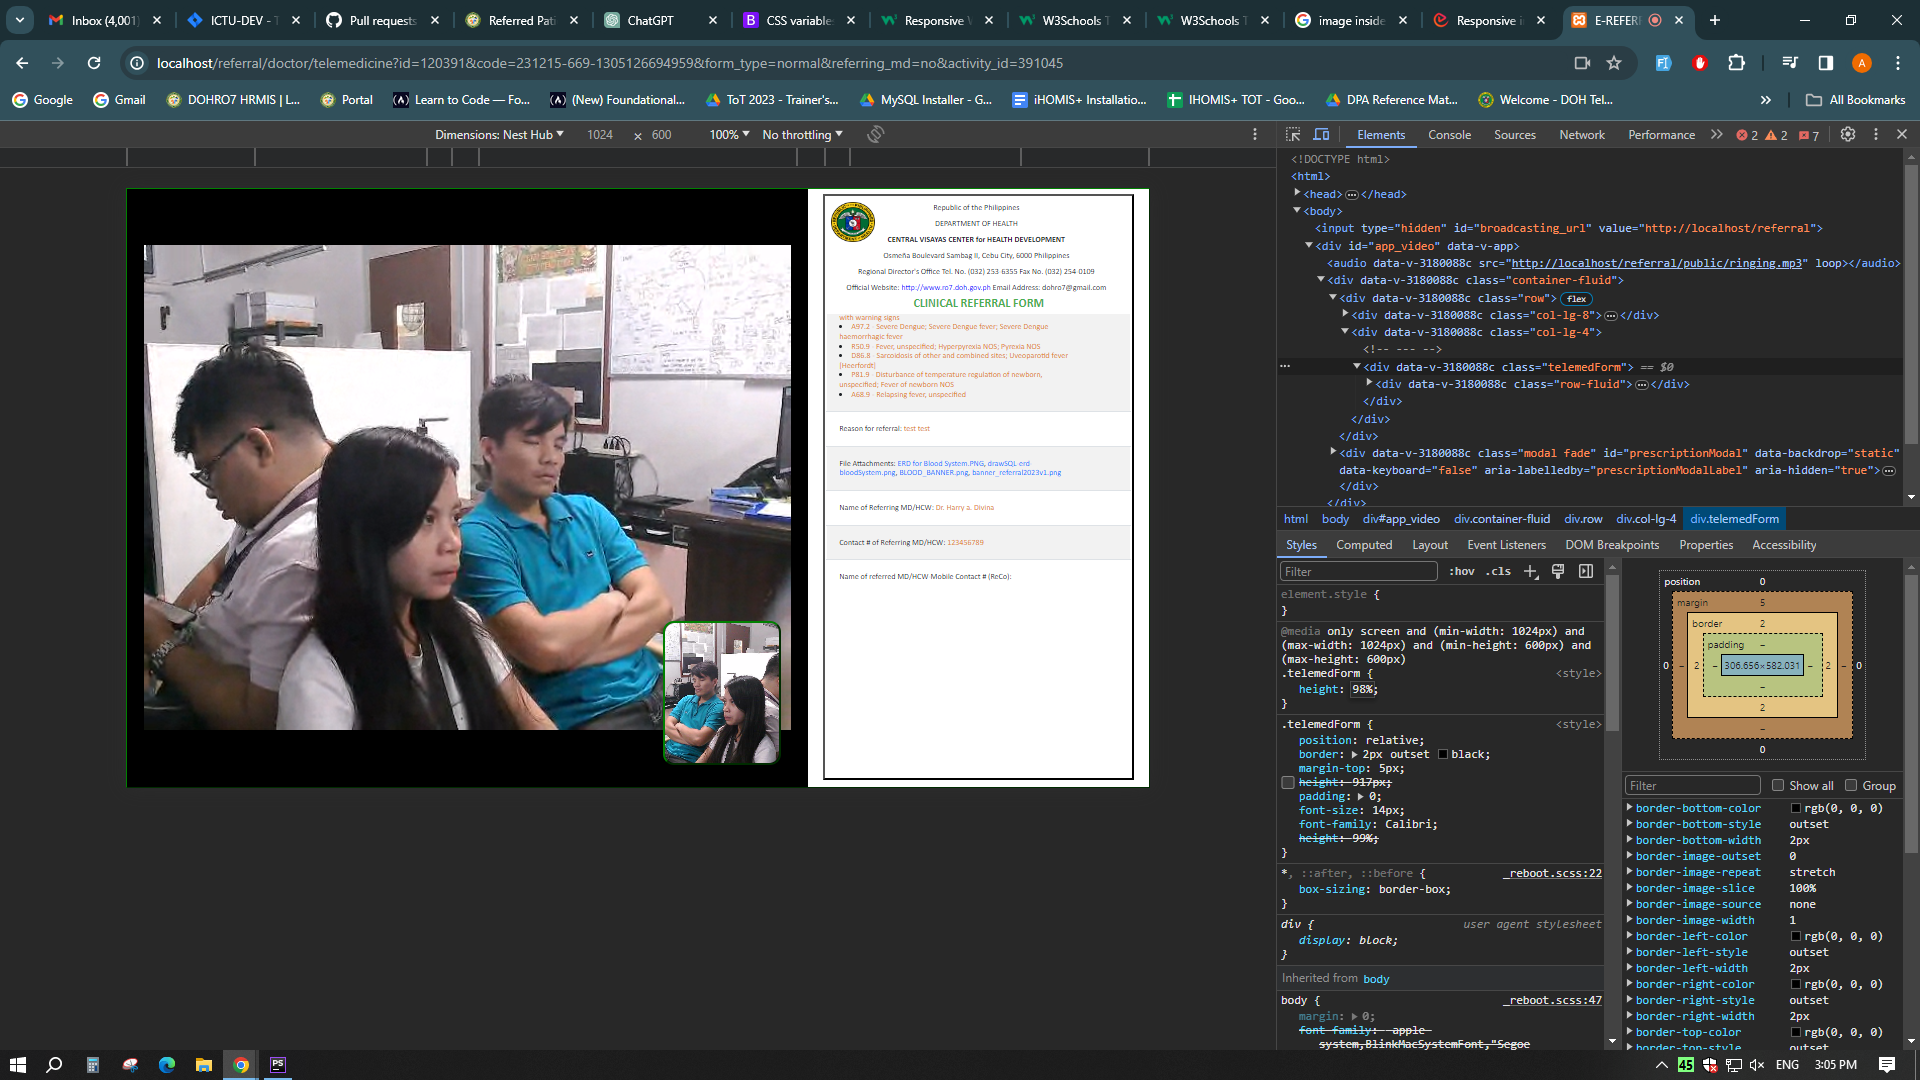 Inbox (4,001)
ICTU-DEV - T
Pull requests
Referred Pati
ChatGPT
CSS variable
Responsive V
W3Schools T
W3Schools T
image inside
Responsive i
E-REFERR
localhost/referral/doctor/telemedicine?id=120391&code=231215-669-1305126694959&form_type=normal&referring_md=no&activity_id=391045
Google
Gmail
DOHRO7 HRMIS | L...
Portal
Learn to Code — Fo...
(New) Foundational...
ToT 2023 - Trainer's...
MySQL Installer - G...
iHOMIS+ Installatio...
IHOMIS+ TOT - Goo...
DPA Reference Mat...
Welcome - DOH Tel...
All Bookmarks
Dimensions: Nest Hub 1024 × 600 100% No throttling
Republic of the Philippines
DEPARTMENT OF HEALTH
CENTRAL VISAYAS CENTER for HEALTH DEVELOPMENT
Osmeña Boulevard Sambag II, Cebu City, 6000 Philippines
Regional Director's Office Tel. No. (032) 253 6355 Fax No. (032) 254 0109
Official Website: http://www.ro7.doh.gov.ph Email Address: dohro7@gmail.com
CLINICAL REFERRAL FORM
with warning signs
A97.2 - Severe Dengue; Severe Dengue fever; Severe Dengue
haemorrhagic fever
R50.9 - Fever, unspecified; Hyperpyrexia NOS; Pyrexia NOS
D86.8 - Sarcoidosis of other and combined sites; Uveoparotid fever
[Heerfordt]
P81.9 - Disturbance of temperature regulation of newborn,
unspecified; Fever of newborn NOS
A68.9 - Relapsing fever, unspecified
Reason for referral: test test
File Attachments: ERD for Blood System.PNG, drawSQL erd
bloodSystem.png, BLOOD_BANNER.png, banner_referral2023v1.png
Name of Referring MD/HCW: Dr. Harry a. Divina
Contact # of Referring MD/HCW: 123456789
Name of referred MD/HCW Mobile Contact # (ReCo):
Elements
Console
Sources
Network
Performance
2
2
7
<!DOCTYPE html>
<html>
<head> </head>
<body>
<input type="hidden" id="broadcasting_url" value="http://localhost/referral">
<div id="app_video" data-v-app>
<audio data-v-3180088c src="http://localhost/referral/public/ringing.mp3" loop></audio>
<div data-v-3180088c class="container-fluid">
<div data-v-3180088c class="row"> flex
<div data-v-3180088c class="col-lg-8"> </div>
<div data-v-3180088c class="col-lg-4">
<!-- --- -->
<div data-v-3180088c class="telemedForm"> == $0
<div data-v-3180088c class="row-fluid"> </div>
</div>
</div>
</div>
<div data-v-3180088c class="modal fade" id="prescriptionModal" data-backdrop="static"
data-keyboard="false" aria-labelledby="prescriptionModalLabel" aria-hidden="true">
</div>
</div>
html body div#app_video div.container-fluid div.row div.col-lg-4 div.telemedForm
Styles
Computed
Layout
Event Listeners
DOM Breakpoints
Properties
Accessibility
Filter
:hov .cls
element.style {
}
@media only screen and (min-width: 1024px) and
(max-width: 1024px) and (min-height: 600px) and
(max-height: 600px)
.telemedForm { <style>
height: 98%;
}
.telemedForm { <style>
position: relative;
border: 2px outset black;
margin-top: 5px;
height: 917px;
padding: 0;
font-size: 14px;
font-family: Calibri;
height: 99%;
}
*, ::after, ::before { _reboot.scss:22
box-sizing: border-box;
}
div { user agent stylesheet
display: block;
}
Inherited from body
body { _reboot.scss:47
margin: 0;
font-family: -apple-
system,BlinkMacSystemFont,"Segoe
position 0
margin 5
border 2
padding -
0 - 2 - 306.656×582.031 - 2 - 0
-
2
-
0
Filter
Show all
Group
border-bottom-color rgb(0, 0, 0)
border-bottom-style outset
border-bottom-width 2px
border-image-outset 0
border-image-repeat stretch
border-image-slice 100%
border-image-source none
border-image-width 1
border-left-color rgb(0, 0, 0)
border-left-style outset
border-left-width 2px
border-right-color rgb(0, 0, 0)
border-right-style outset
border-right-width 2px
border-top-color rgb(0, 0, 0)
border-top-style outset
45
ENG
3:05 PM